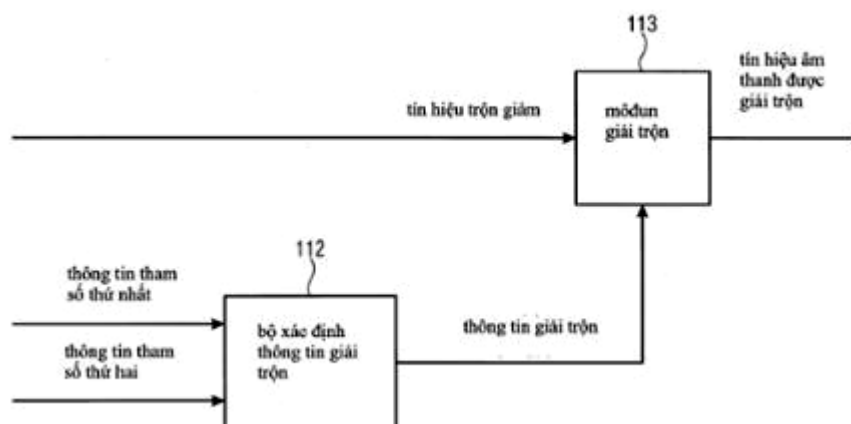 113
tín hiệu âm
thanh được
giải trộn
tín hiệu trộn giảm
môđun
giải trộn
112
thông tin tham
số thứ nhất
thông tin tham
số thứ hai
bộ xác định
thông tin giải
trộn
thông tin giải trộn